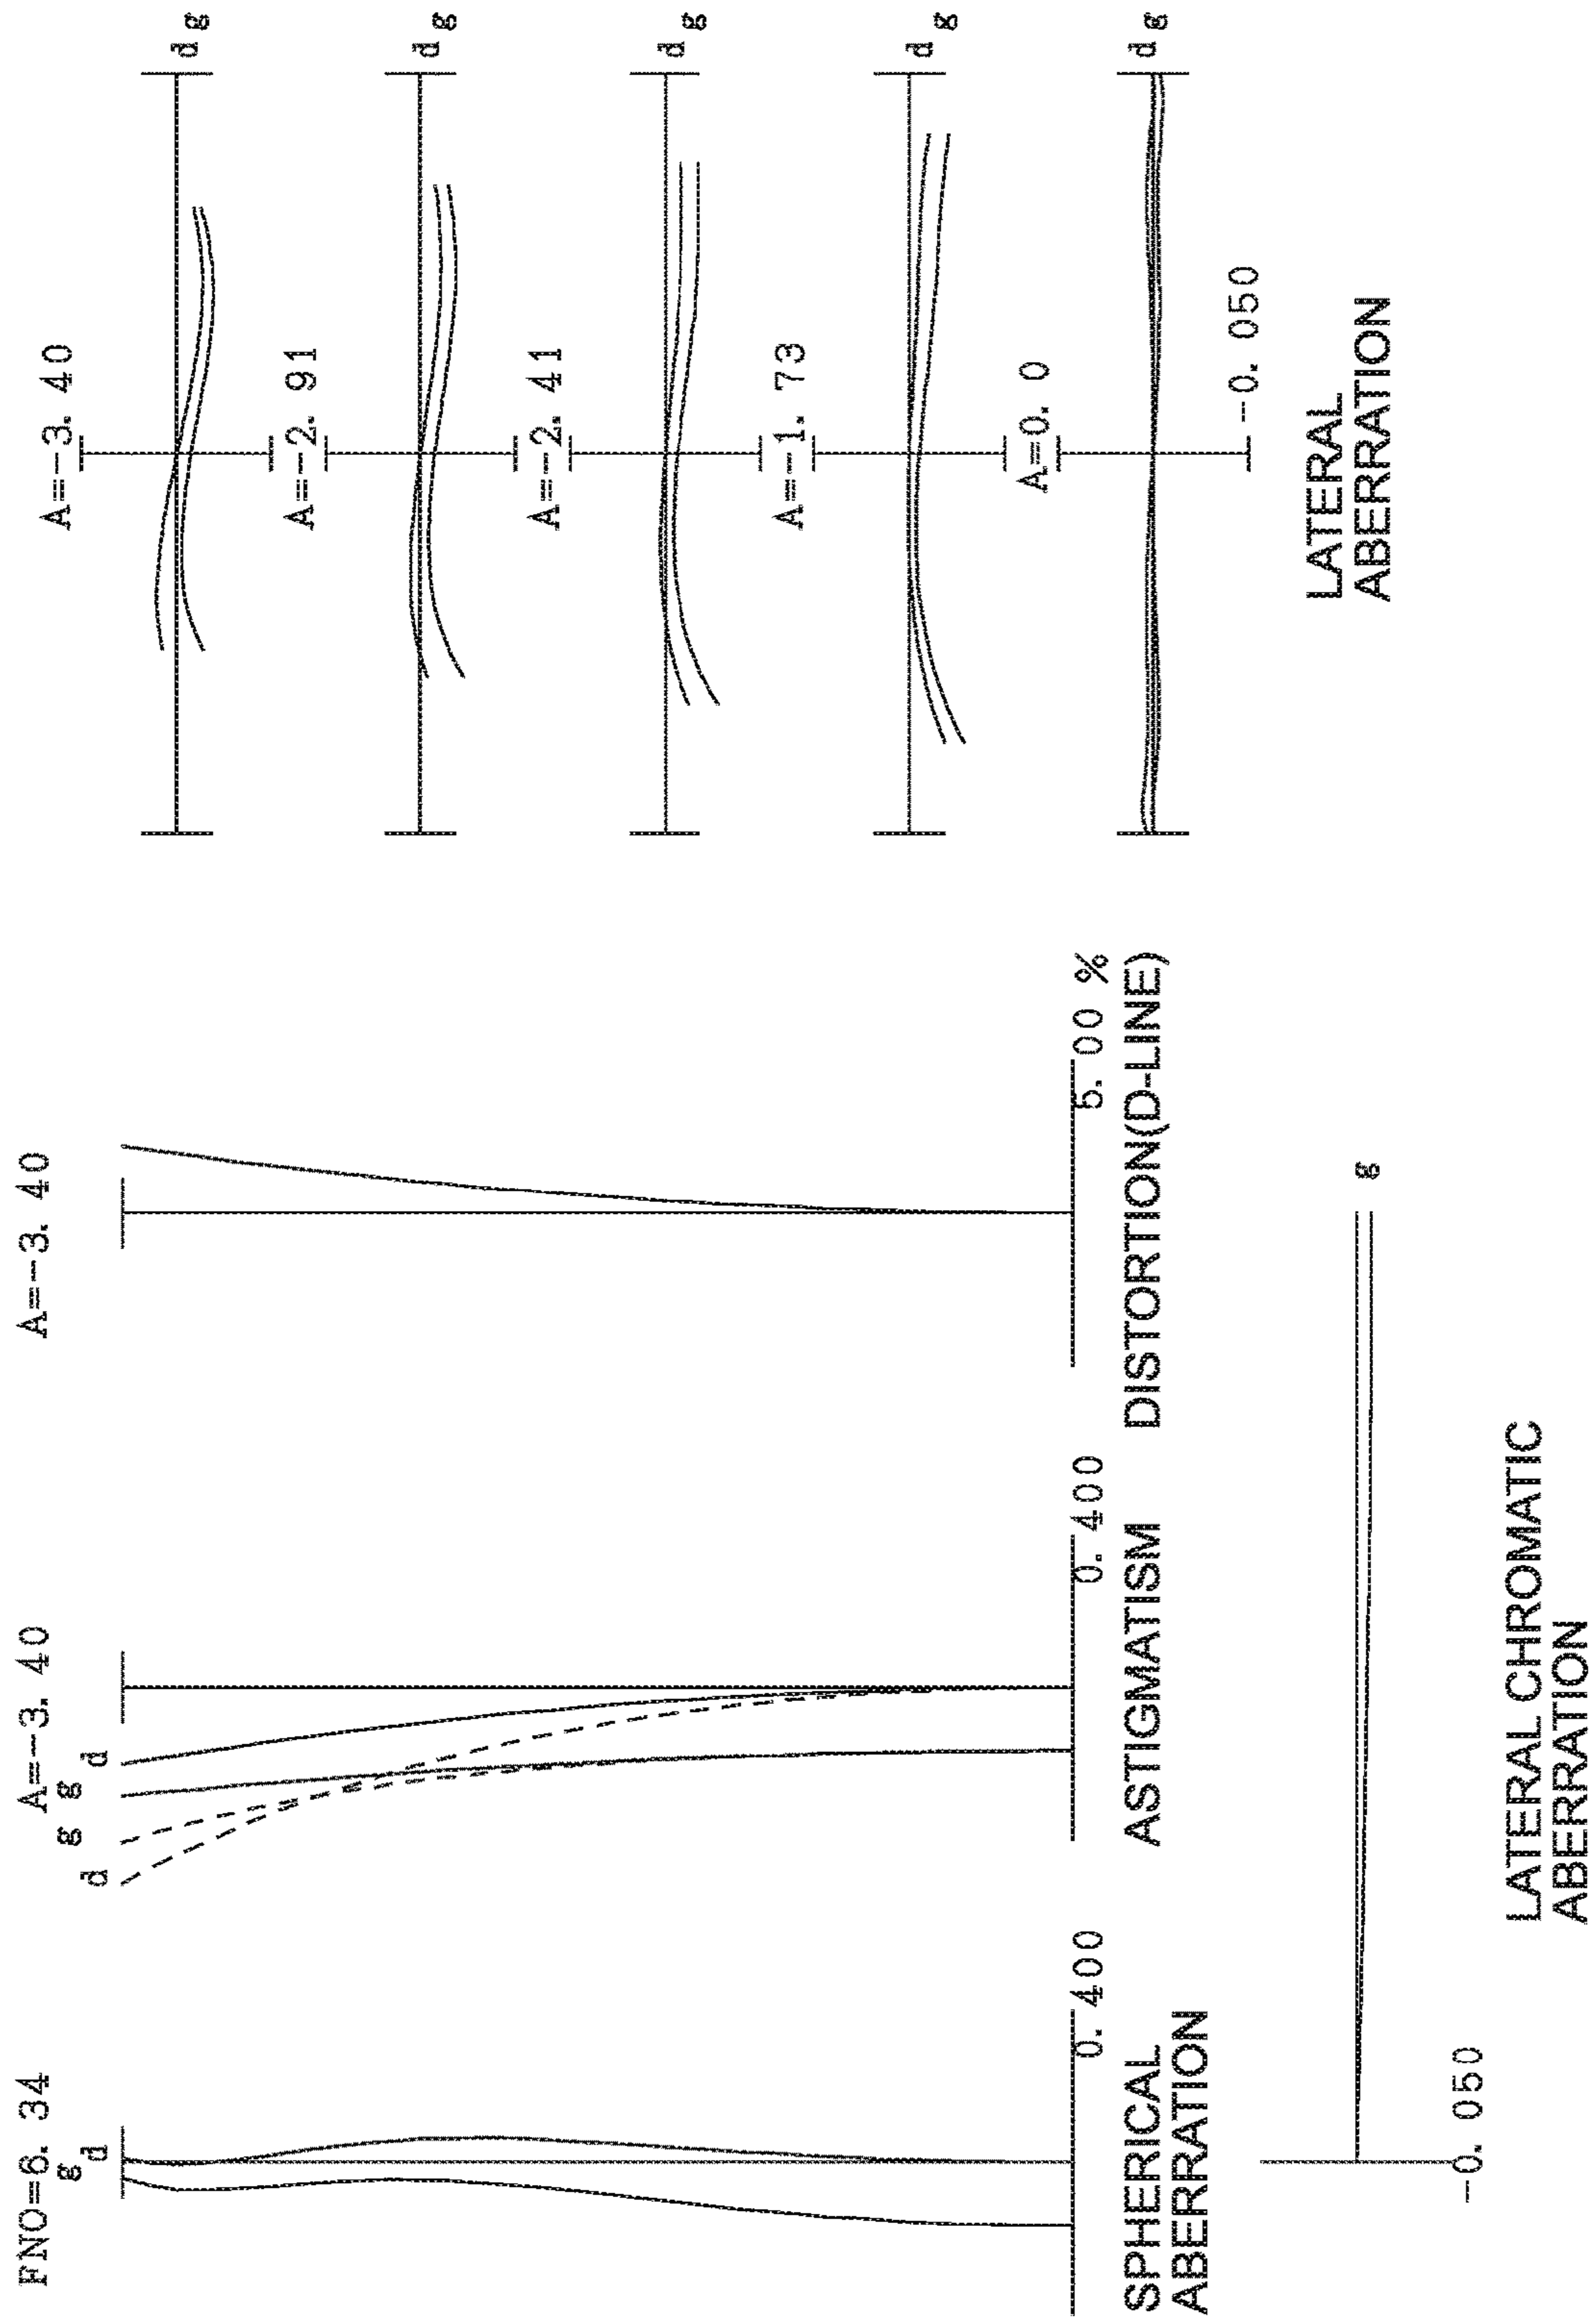 FNO=6. 34
g
d
0. 400
SPHERICAL
ABERRATION
A=-3. 40
d
g
g
d
0. 400
ASTIGMATISM
A=-3. 40
5. 00 %
DISTORTION(D-LINE)
g
-0. 050
LATERAL CHROMATIC
ABERRATION
A=-3. 40
d
g
A=-2. 91
d
g
A=-2. 41
d
g
A=-1. 73
d
g
A=0. 0
d
g
-0. 050
LATERAL
ABERRATION